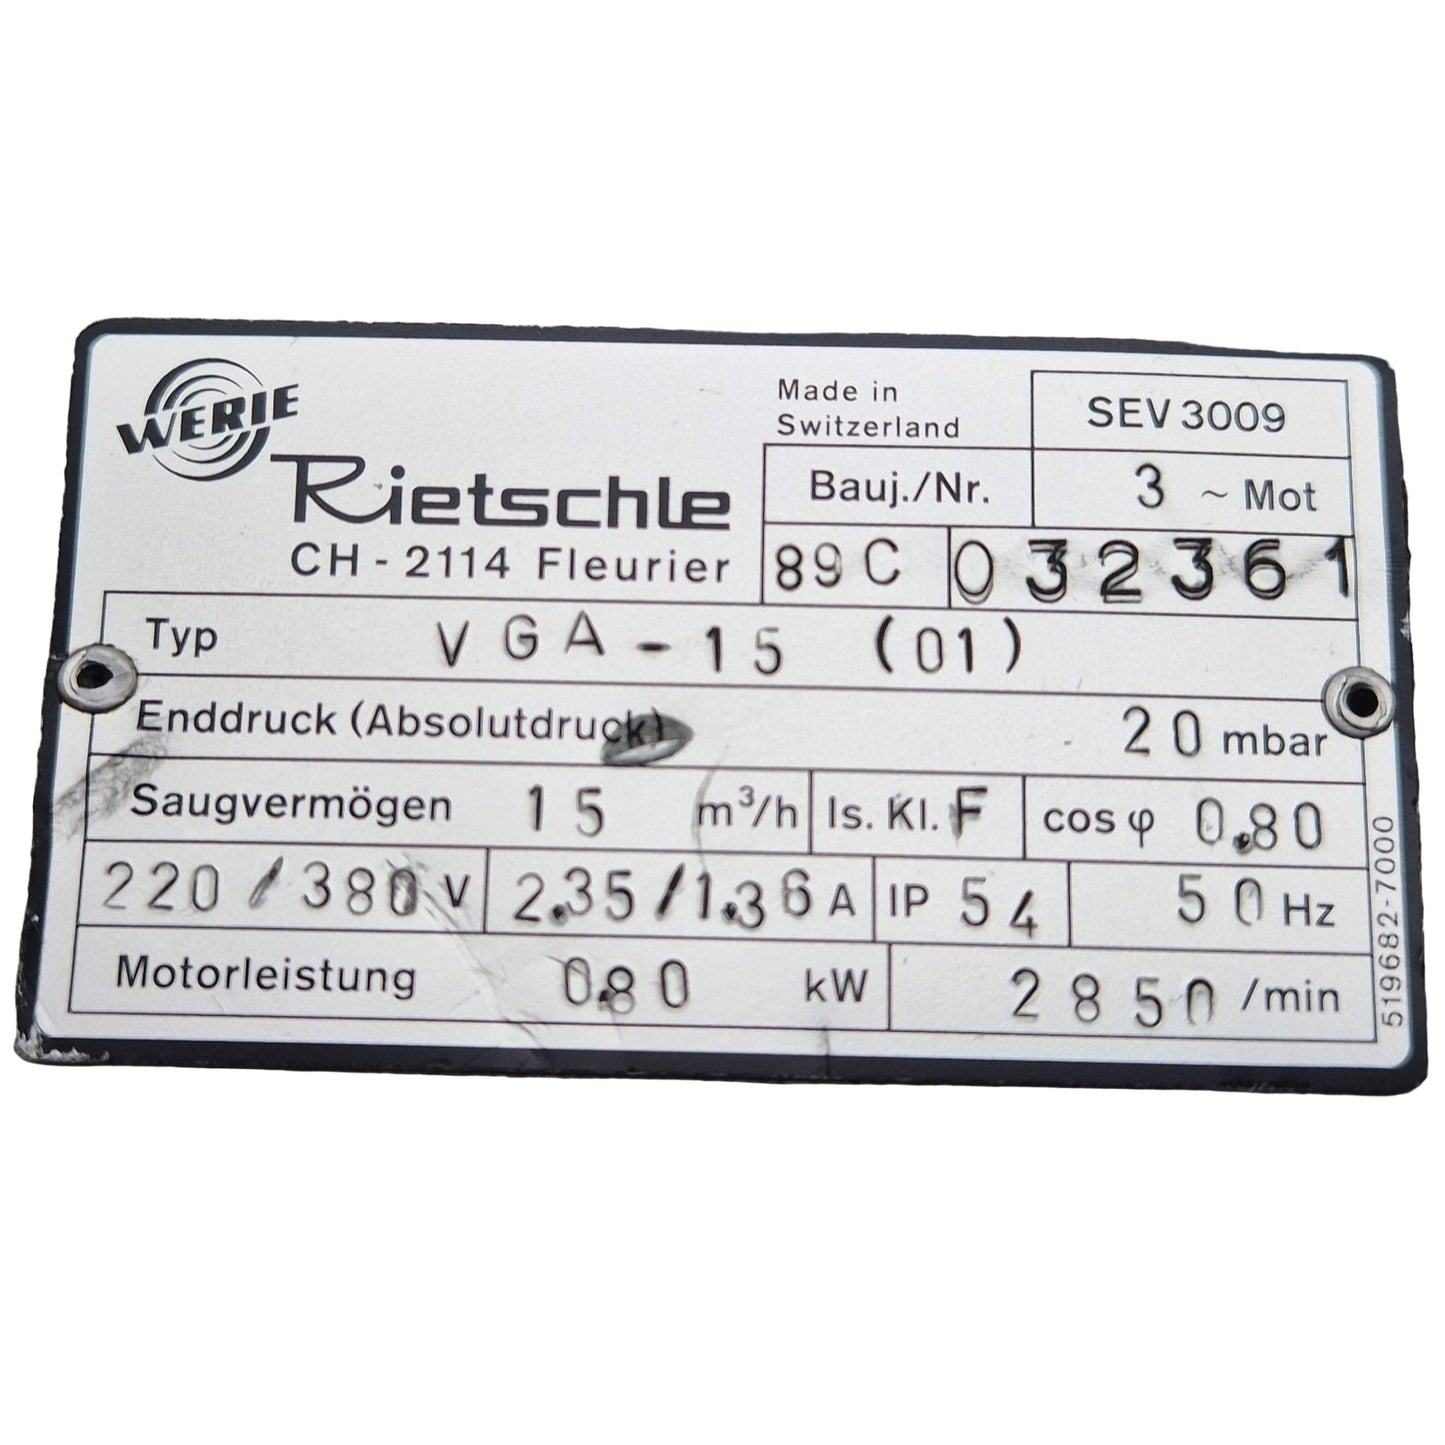 WERIE
Rietschle
CH - 2114 Fleurier
Made in
Switzerland
SEV 3009
Bauj./Nr.
3 ~ Mot
89 C 032361
Typ VGA-15 (01)
Enddruck (Absolutdruck) 20 mbar
Saugvermögen 15 m³/h Is. Kl. F cos φ 0.80
220/380 V 2.35/1.36 A IP 54 50 Hz
Motorleistung 0.80 kW 2850 /min
519682-7000